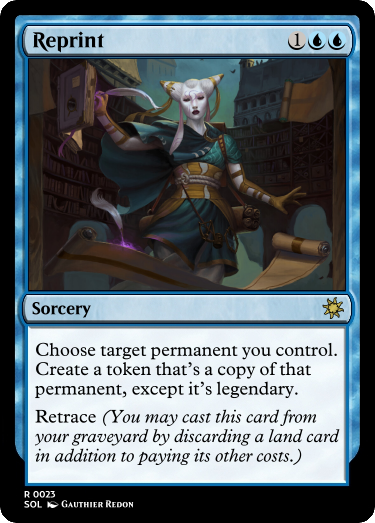 Reprint 1UU
Sorcery
Choose target permanent you control.
Create a token that's a copy of that
permanent, except it's legendary.
Retrace (You may cast this card from
your graveyard by discarding a land card
in addition to paying its other costs.)
R 0023
SOL Gauthier Redon